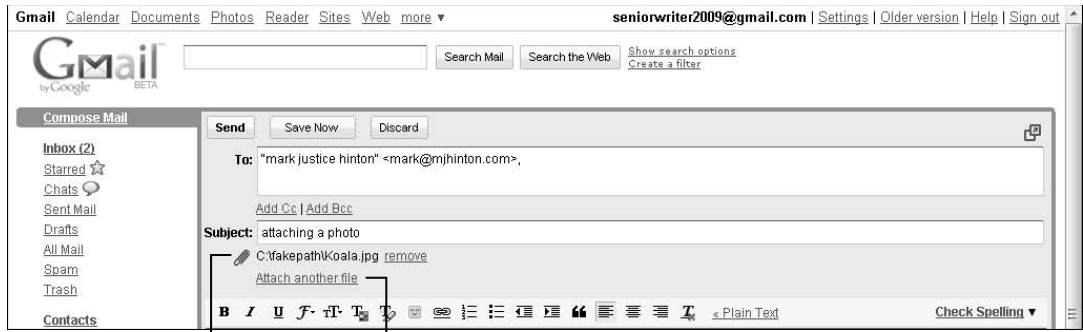 Gmail Calendar Documents Photos Reader Sites Web more ▼ seniorwriter2009@gmail.com | Settings | Older version | Help | Sign out
Gmail
by Google BETA
Search Mail Search the Web Show search options
Create a filter
Compose Mail
Inbox (2)
Starred
Chats
Sent Mail
Drafts
All Mail
Spam
Trash
Contacts
Send Save Now Discard
To: "mark justice hinton" <mark@mjhinton.com>,
Add Cc | Add Bcc
Subject: attaching a photo
C:\fakepath\Koala.jpg remove
Attach another file
B I U F T T T « Plain Text Check Spelling ▼